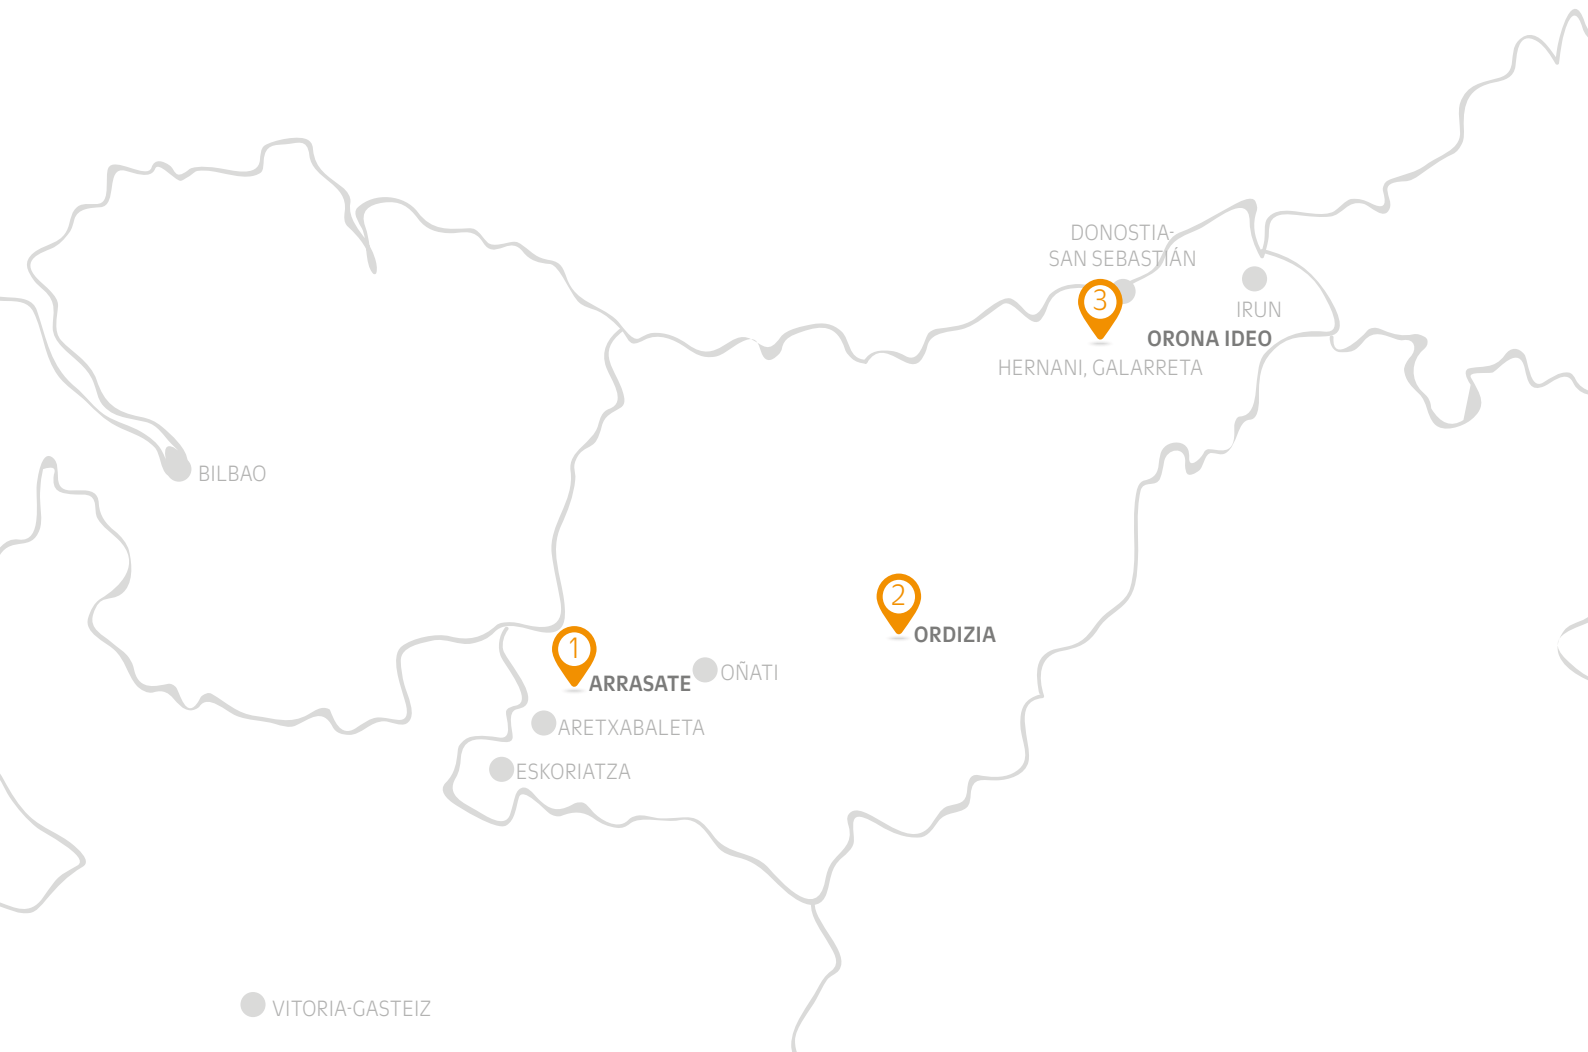 DONOSTIA-
SAN SEBASTIÁN
3
IRUN
ORONA IDEO
HERNANI, GALARRETA
BILBAO
2
ORDIZIA
1
ARRASATE
OÑATI
ARETXABALETA
ESKORIATZA
VITORIA-GASTEIZ